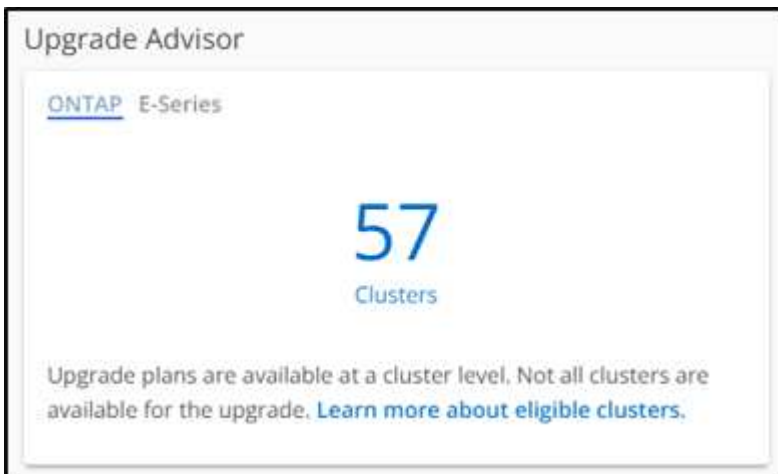 Upgrade Advisor
ONTAP E-Series
57
Clusters
Upgrade plans are available at a cluster level. Not all clusters are
available for the upgrade. Learn more about eligible clusters.